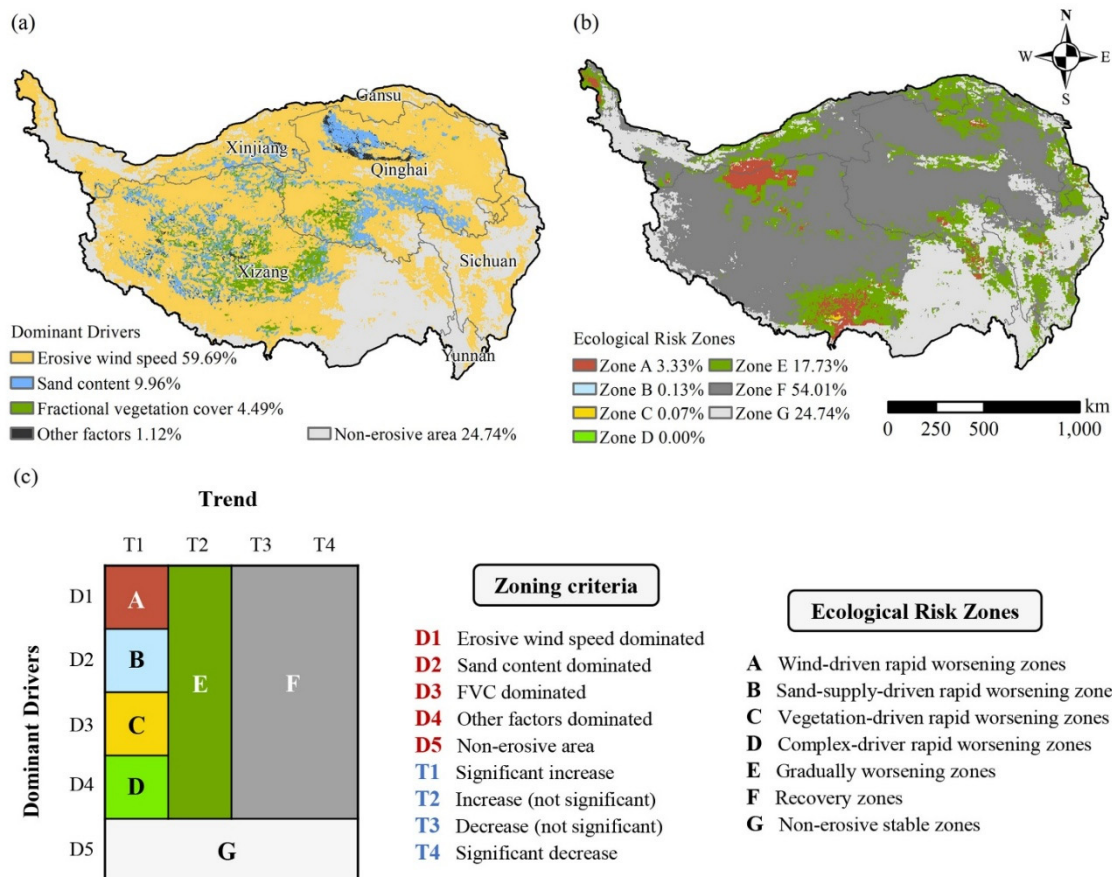 (a)
(b)
N
W E
S
Gansu
Xinjiang
Qinghai
Xizang
Sichuan
Yunnan
Dominant Drivers
Erosive wind speed 59.69%
Sand content 9.96%
Fractional vegetation cover 4.49%
Other factors 1.12%
Non-erosive area 24.74%
Ecological Risk Zones
Zone A 3.33% Zone E 17.73%
Zone B 0.13% Zone F 54.01%
Zone C 0.07% Zone G 24.74%
Zone D 0.00%
km
0 250 500 1,000
(c)
Trend
T1 T2 T3 T4
Dominant Drivers
D1 A
D2 B
E F
D3 C
D4 D
D5 G
Zoning criteria
D1 Erosive wind speed dominated
D2 Sand content dominated
D3 FVC dominated
D4 Other factors dominated
D5 Non-erosive area
T1 Significant increase
T2 Increase (not significant)
T3 Decrease (not significant)
T4 Significant decrease
Ecological Risk Zones
A Wind-driven rapid worsening zones
B Sand-supply-driven rapid worsening zone
C Vegetation-driven rapid worsening zones
D Complex-driver rapid worsening zones
E Gradually worsening zones
F Recovery zones
G Non-erosive stable zones